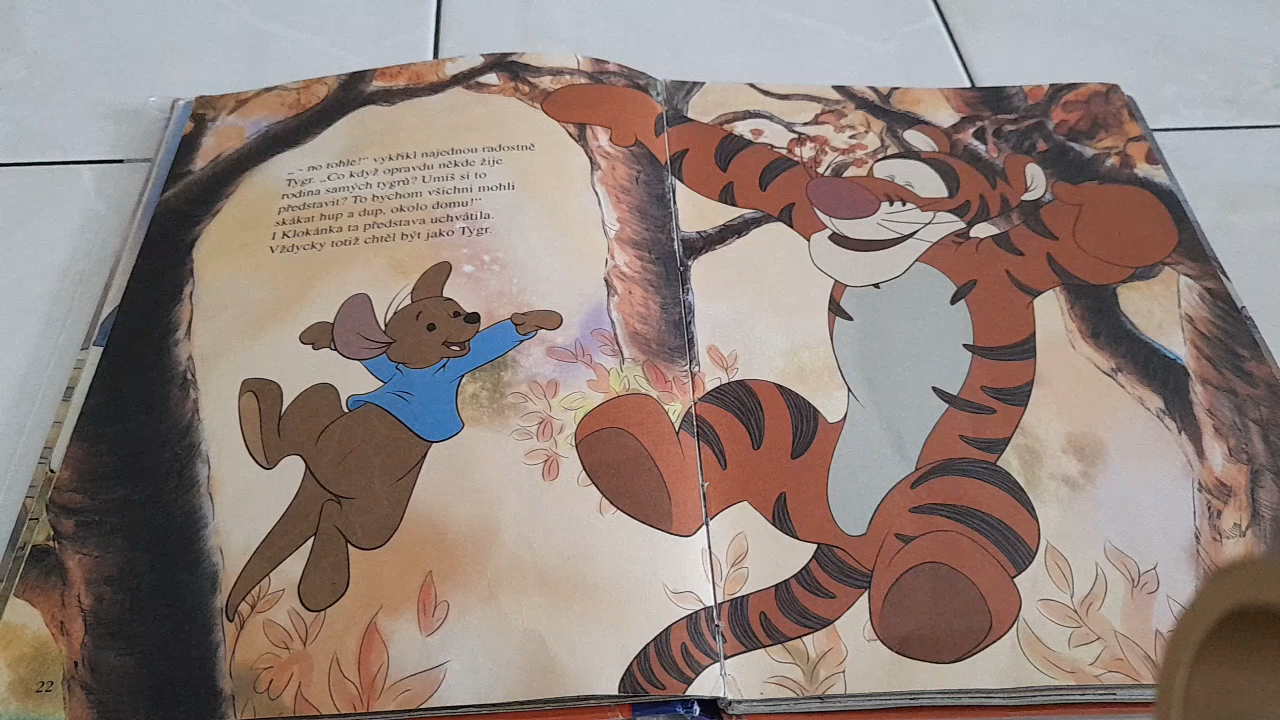 „ - no tohle!“ vykřikl najednou radostně
Tygr. „Co když opravdu někde žije
rodina samých tygrů? Umíš si to
představit? To bychom všichni mohli
skákat hup a dup, okolo domu!“
I Klokánka ta představa uchvátila.
Vždycky totiž chtěl být jako Tygr.
22